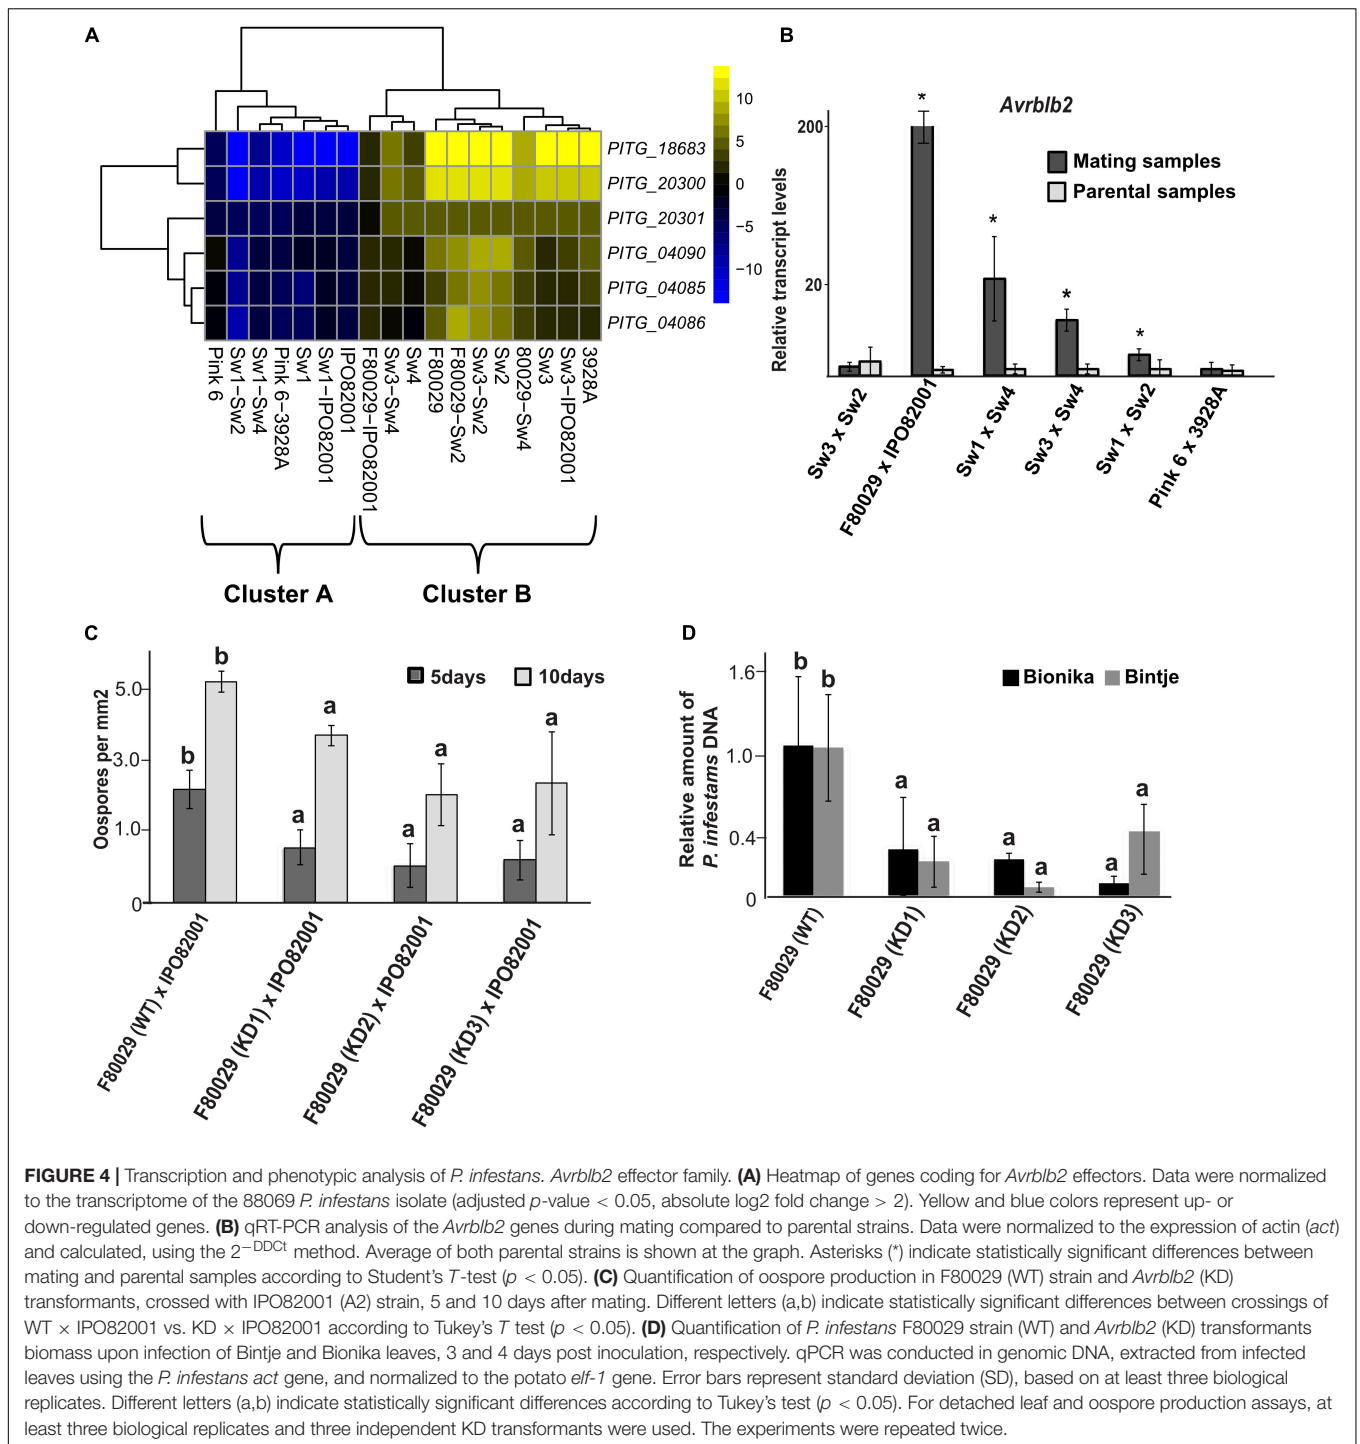 A
10
5
0
−5
−10
PITG_18683
PITG_20300
PITG_20301
PITG_04090
PITG_04085
PITG_04086
Pink 6
Sw1−Sw2
Sw1−Sw4
Pink 6−3928A
Sw1
Sw1−IPO82001
IPO82001
F80029−IPO82001
Sw3−Sw4
Sw4
F80029
F80029−Sw2
Sw3−Sw2
Sw2
80029−Sw4
Sw3
Sw3−IPO82001
3928A
Cluster A
Cluster B
B
Avrblb2
Relative transcript levels
200
20
*
*
*
*
Mating samples
Parental samples
Sw3 x Sw2
F80029 x IPO82001
Sw1 x Sw4
Sw3 x Sw4
Sw1 x Sw2
Pink 6 x 3928A
C
Oospores per mm2
5.0
3.0
1.0
0
5days
10days
b
b
a
a
a
a
a
a
F80029 (WT) x IPO82001
F80029 (KD1) x IPO82001
F80029 (KD2) x IPO82001
F80029 (KD3) x IPO82001
D
Relative amount of
P. infestams DNA
1.6
1.0
0.4
0
Bionika
Bintje
b
b
a
a
a
a
a
a
F80029 (WT)
F80029 (KD1)
F80029 (KD2)
F80029 (KD3)
FIGURE 4 | Transcription and phenotypic analysis of P. infestans. Avrblb2 effector family. (A) Heatmap of genes coding for Avrblb2 effectors. Data were normalized
to the transcriptome of the 88069 P. infestans isolate (adjusted p-value < 0.05, absolute log2 fold change > 2). Yellow and blue colors represent up- or
down-regulated genes. (B) qRT-PCR analysis of the Avrblb2 genes during mating compared to parental strains. Data were normalized to the expression of actin (act)
and calculated, using the 2−DDCt method. Average of both parental strains is shown at the graph. Asterisks (*) indicate statistically significant differences between
mating and parental samples according to Student's T-test (p < 0.05). (C) Quantification of oospore production in F80029 (WT) strain and Avrblb2 (KD)
transformants, crossed with IPO82001 (A2) strain, 5 and 10 days after mating. Different letters (a,b) indicate statistically significant differences between crossings of
WT × IPO82001 vs. KD × IPO82001 according to Tukey's T test (p < 0.05). (D) Quantification of P. infestans F80029 strain (WT) and Avrblb2 (KD) transformants
biomass upon infection of Bintje and Bionika leaves, 3 and 4 days post inoculation, respectively. qPCR was conducted in genomic DNA, extracted from infected
leaves using the P. infestans act gene, and normalized to the potato elf-1 gene. Error bars represent standard deviation (SD), based on at least three biological
replicates. Different letters (a,b) indicate statistically significant differences according to Tukey's test (p < 0.05). For detached leaf and oospore production assays, at
least three biological replicates and three independent KD transformants were used. The experiments were repeated twice.